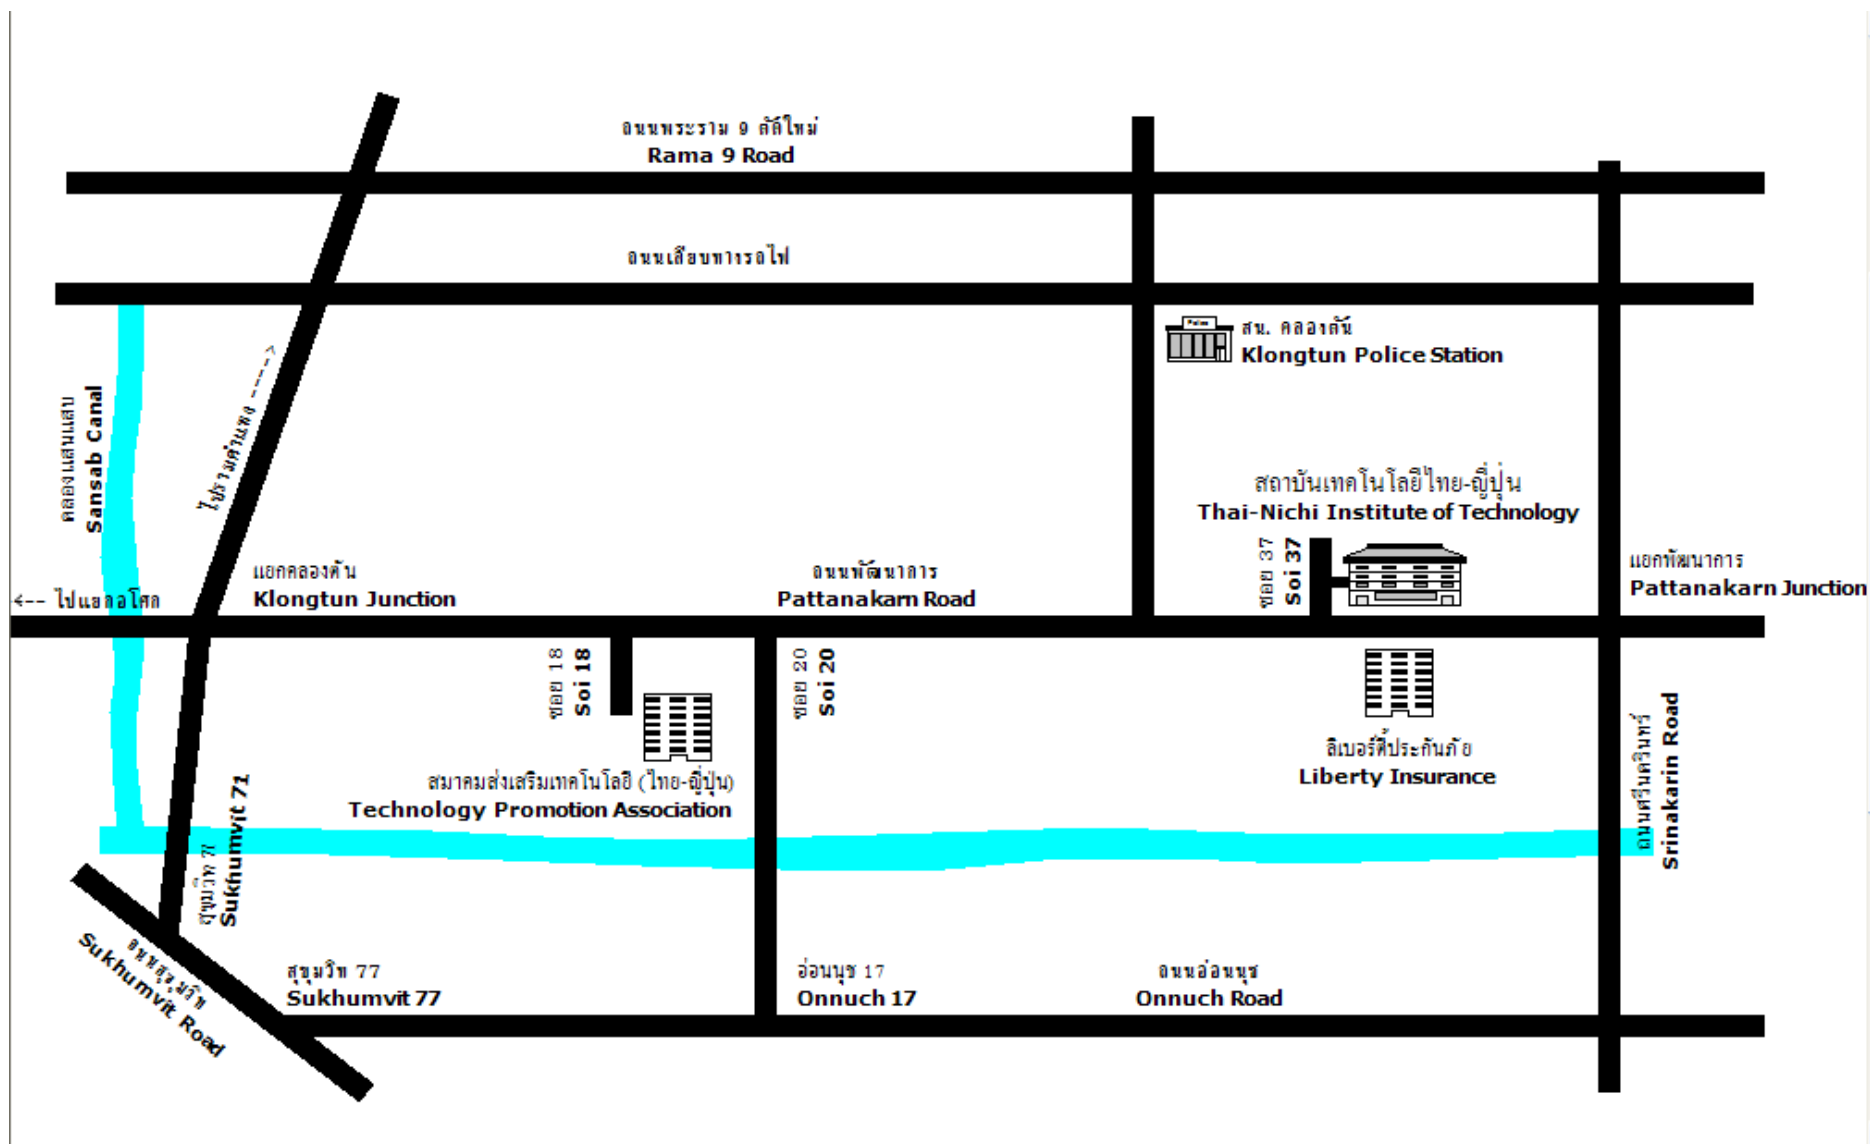 ถนนพระราม 9 ตัดใหม่
Rama 9 Road
ถนนเลียบทางรถไฟ
Police
สน. คลองตัน
Klongtun Police Station
คลองแสนแสบ
Sansab Canal
ไปรามคำแหง ----->
สถาบันเทคโนโลยีไทย-ญี่ปุ่น
Thai-Nichi Institute of Technology
ซอย 37
Soi 37
แยกคลองตัน
Klongtun Junction
ถนนพัฒนาการ
Pattanakarn Road
แยกพัฒนาการ
Pattanakarn Junction
<-- ไปแยกอโศก
ซอย 18
Soi 18
ซอย 20
Soi 20
สมาคมส่งเสริมเทคโนโลยี (ไทย-ญี่ปุ่น)
Technology Promotion Association
ลิเบอร์ตี้ประกันภัย
Liberty Insurance
ถนนศรีนครินทร์
Srinakarin Road
สุขุมวิท 71
Sukhumvit 71
ถนนสุขุมวิท
Sukhumvit Road
สุขุมวิท 77
Sukhumvit 77
อ่อนนุช 17
Onnuch 17
ถนนอ่อนนุช
Onnuch Road